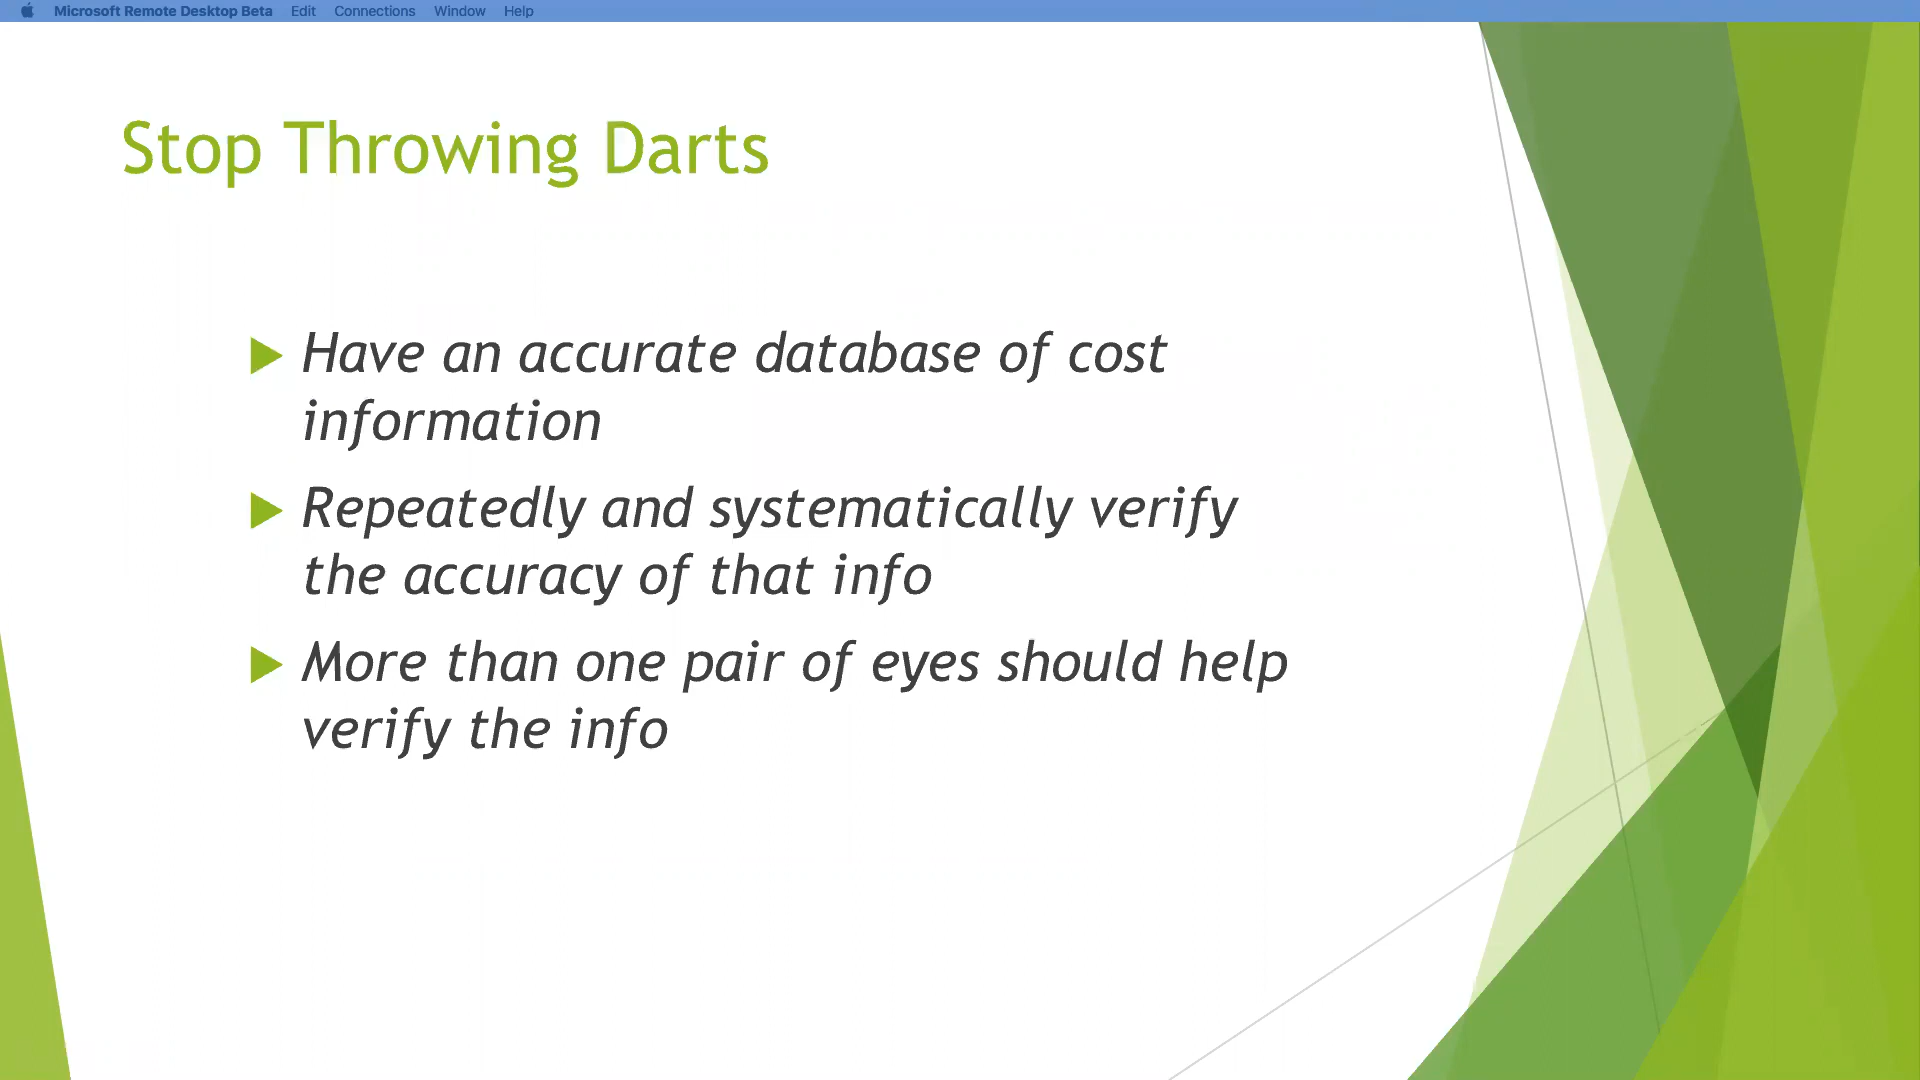 Microsoft Remote Desktop Beta Edit Connections Window Help
Stop Throwing Darts
Have an accurate database of cost
information
Repeatedly and systematically verify
the accuracy of that info
More than one pair of eyes should help
verify the info